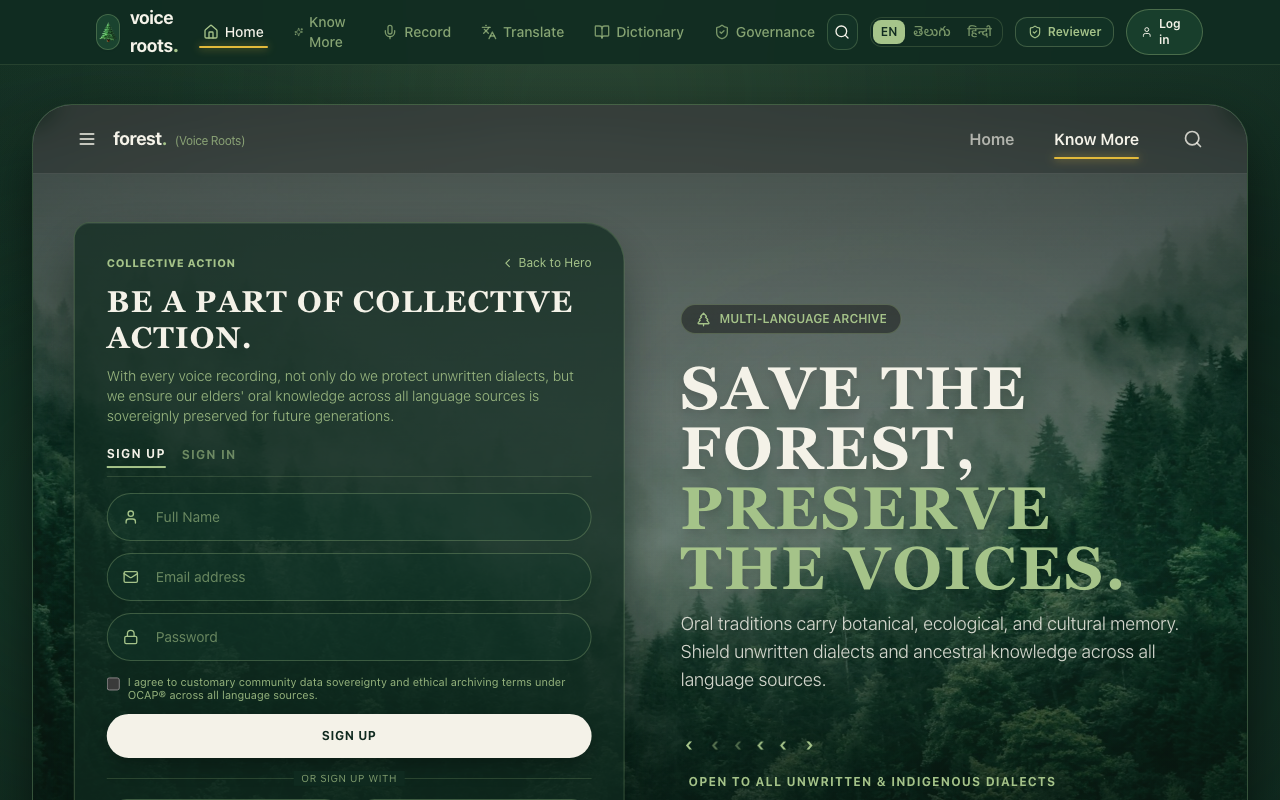 voice
roots.
Home
Know
More
Record
Translate
Dictionary
Governance
EN
తెలుగు
हिन्दी
Reviewer
Log
in
forest. (Voice Roots)
Home
Know More
COLLECTIVE ACTION
Back to Hero
BE A PART OF COLLECTIVE
ACTION.
With every voice recording, not only do we protect unwritten dialects, but
we ensure our elders' oral knowledge across all language sources is
sovereignly preserved for future generations.
SIGN UP
SIGN IN
Full Name
Email address
Password
I agree to customary community data sovereignty and ethical archiving terms under
OCAP® across all language sources.
SIGN UP
OR SIGN UP WITH
MULTI-LANGUAGE ARCHIVE
SAVE THE
FOREST,
PRESERVE
THE VOICES.
Oral traditions carry botanical, ecological, and cultural memory.
Shield unwritten dialects and ancestral knowledge across all
language sources.
‹ ‹ ‹ ‹ ‹ ›
OPEN TO ALL UNWRITTEN & INDIGENOUS DIALECTS